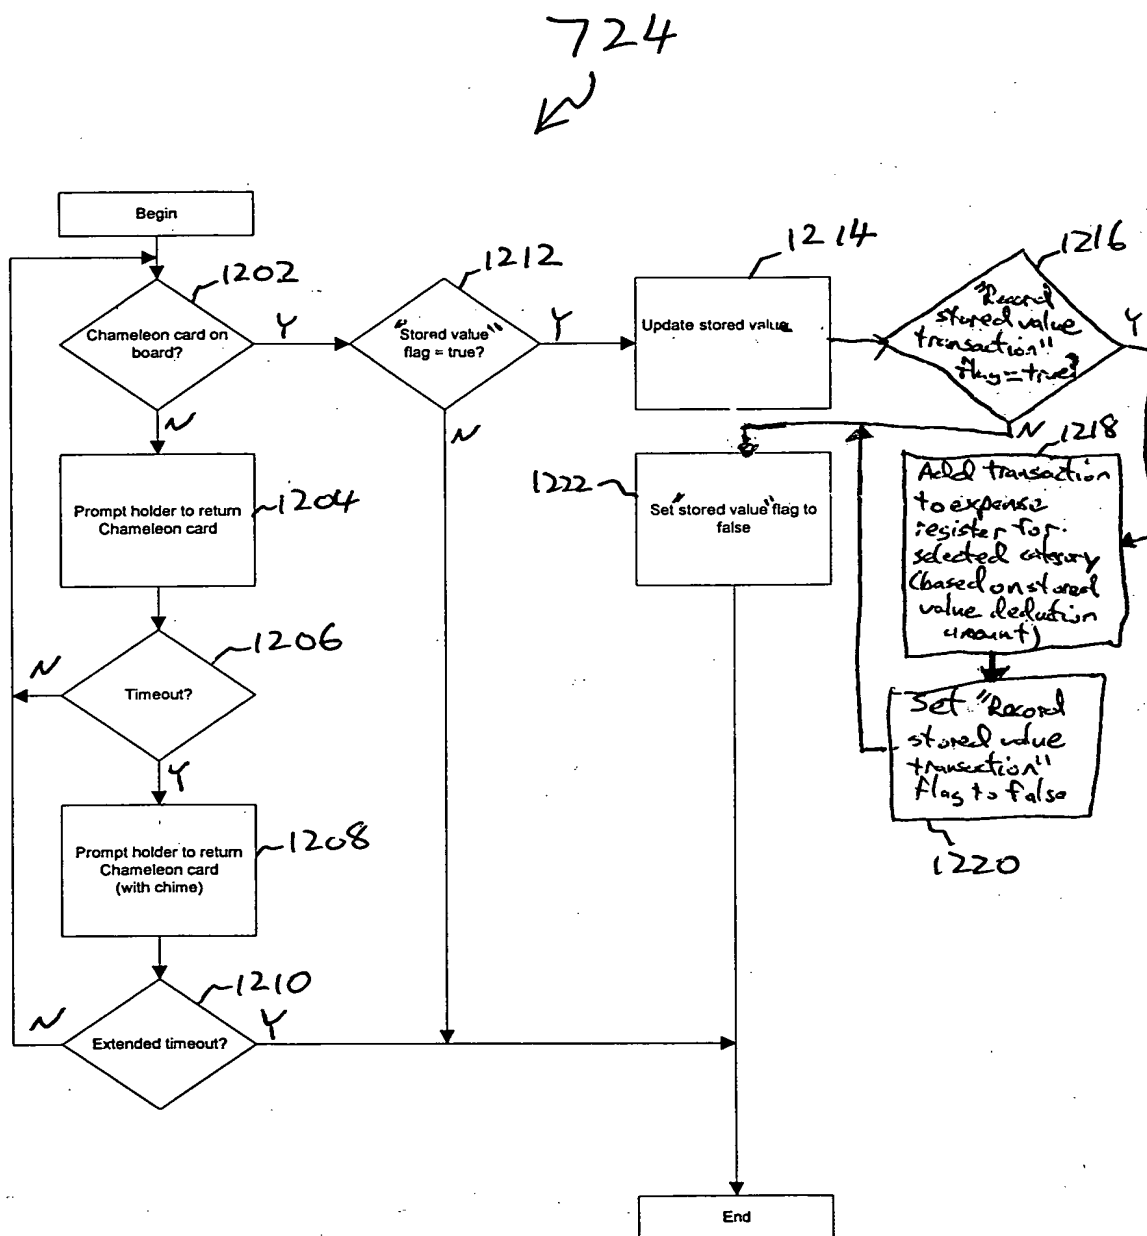 724
Begin
1202
Chameleon card on
board?
Y
N
1212
"Stored value"
flag = true?
Y
N
1214
Update stored value
1216
"Record
stored value
transaction"
flag=true?
Y
N
1204
Prompt holder to return
Chameleon card
1222
Set "stored value" flag to
false
1218
Add transaction
to expense
register for
selected category
(based on stored
value deduction
amount)
1206
Timeout?
N
Y
Set "Record
stored value
transaction"
flag to false
1220
1208
Prompt holder to return
Chameleon card
(with chime)
1210
Extended timeout?
N
Y
End